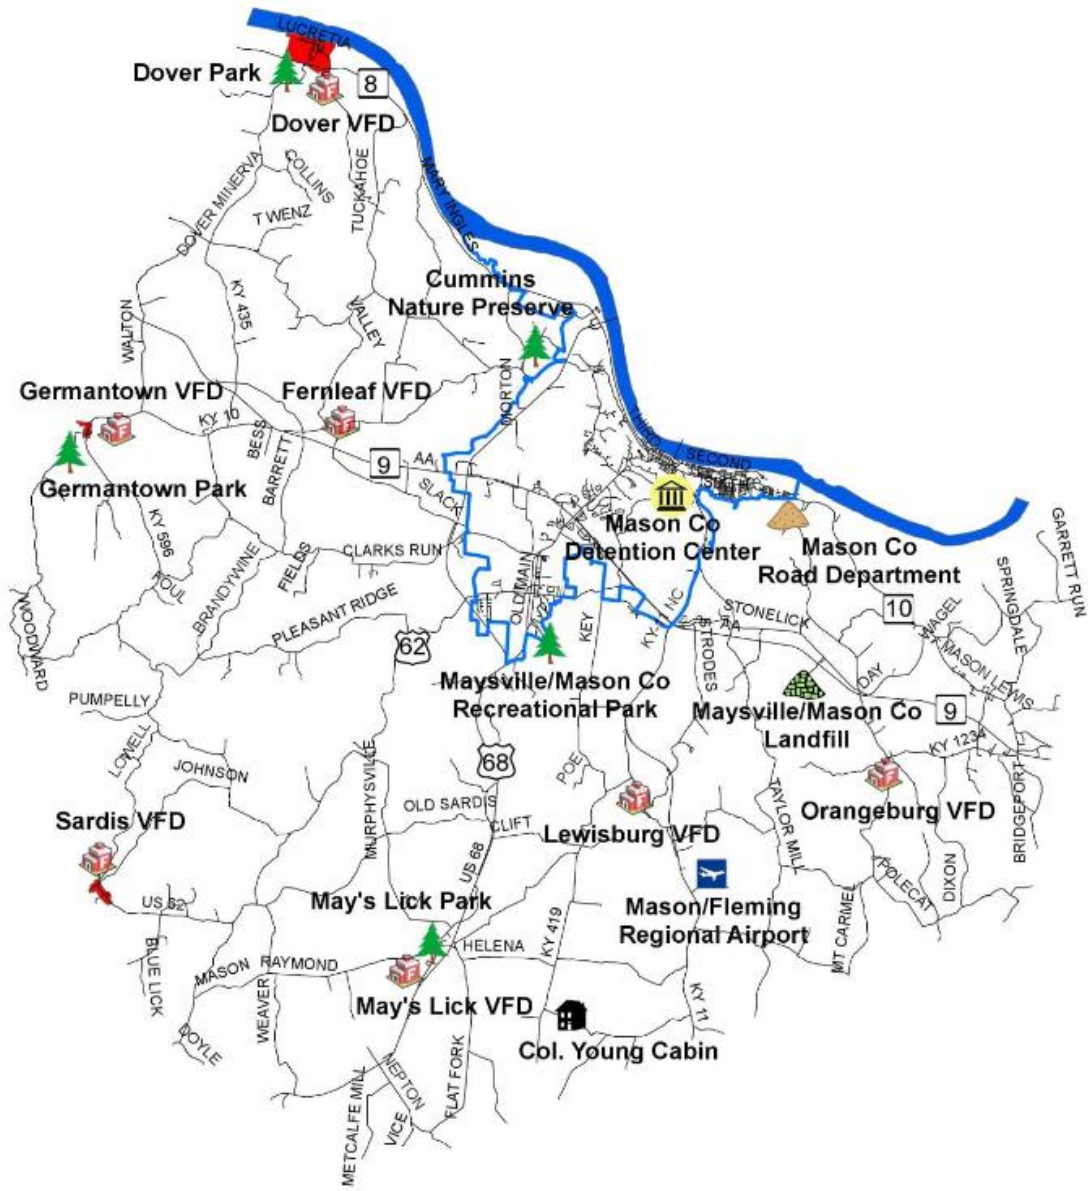 LUCRETIA
Dover Park
8
Dover VFD
DOVER MINERVA
COLLINS
TUCKAHOE
MARY INGLES
T WENZ
Cummins
Nature Preserve
KY 435
VALLEY
WALTON
MORTON
Germantown VFD
Fernleaf VFD
KY 10
BESS
BARRETT
THIRD
SECOND
9
AA
Germantown Park
SLACK
Mason Co
Detention Center
KY 596
CLARKS RUN
Mason Co
Road Department
GARRETT RUN
SPRINGDALE
FIELDS
BRANDYWINE
OLD MAIN
WOODWARD
PLEASANT RIDGE
NC
KEY
KY
STONELICK
AA
10
WAGEL
62
STRODES
MASON LEWIS
DAY
PUMPELLY
Maysville/Mason Co
Recreational Park
Maysville/Mason Co
Landfill
9
LOWELL
KY 1234
JOHNSON
68
POE
MURPHYSVILLE
OLD SARDIS
TAYLOR MILL
BRIDGEPORT
Sardis VFD
CLIFT
Lewisburg VFD
Orangeburg VFD
US 68
POLECAT
DIXON
US 62
May's Lick Park
Mason/Fleming
Regional Airport
MT CARMEL
BLUE LICK
HELENA
KY 419
MASON
RAYMOND
May's Lick VFD
WEAVER
KY 11
DOYLE
Col. Young Cabin
NEPTON
FLAT FORK
METCALFE MILL
VICE